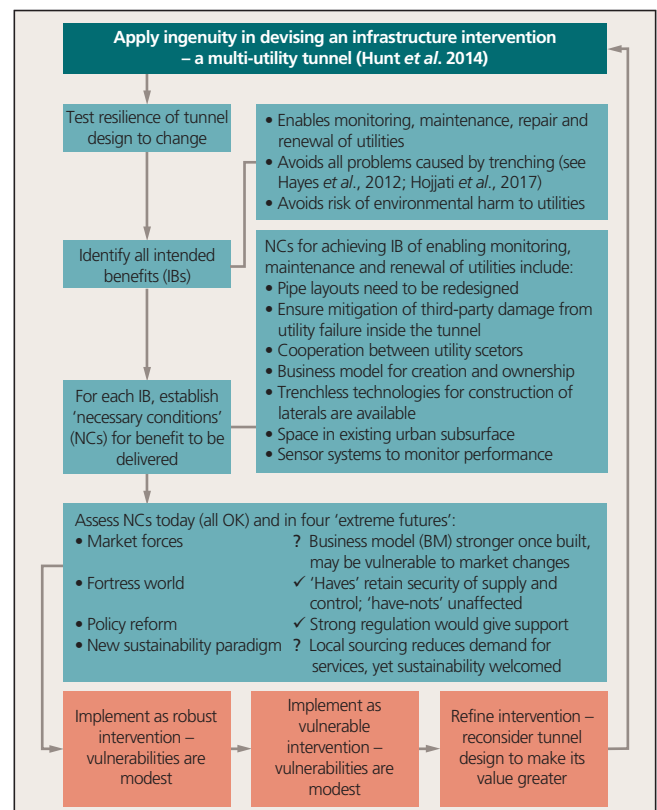 Apply ingenuity in devising an infrastructure intervention
– a multi-utility tunnel (Hunt et al. 2014)
Test resilience of tunnel
design to change
• Enables monitoring, maintenance, repair and
renewal of utilities
• Avoids all problems caused by trenching (see
Hayes et al., 2012; Hojjati et al., 2017)
• Avoids risk of environmental harm to utilities
Identify all intended
benefits (IBs)
NCs for achieving IB of enabling monitoring,
maintenance and renewal of utilities include:
• Pipe layouts need to be redesigned
• Ensure mitigation of third-party damage from
utility failure inside the tunnel
• Cooperation between utility scetors
• Business model for creation and ownership
• Trenchless technologies for construction of
laterals are available
• Space in existing urban subsurface
• Sensor systems to monitor performance
For each IB, establish
‘necessary conditions’
(NCs) for benefit to be
delivered
Assess NCs today (all OK) and in four ‘extreme futures’:
• Market forces ? Business model (BM) stronger once built,
may be vulnerable to market changes
• Fortress world ✓ ‘Haves’ retain security of supply and
control; ‘have-nots’ unaffected
• Policy reform ✓ Strong regulation would give support
• New sustainability paradigm ? Local sourcing reduces demand for
services, yet sustainability welcomed
Implement as robust
intervention –
vulnerabilities are
modest
Implement as
vulnerable
intervention –
vulnerabilities are
modest
Refine intervention –
reconsider tunnel
design to make its
value greater